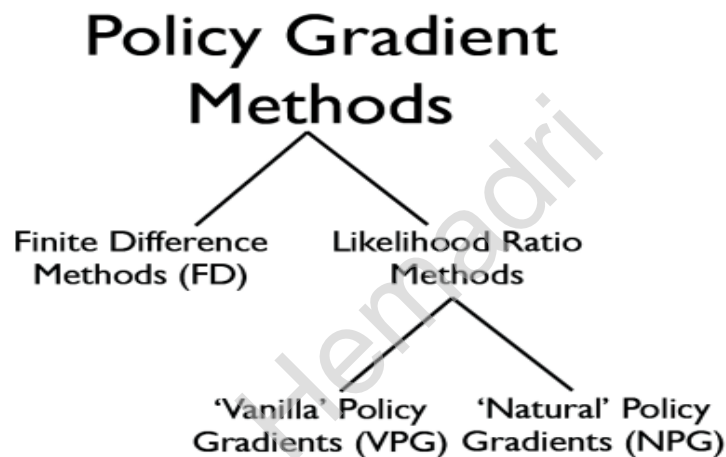 Policy Gradient
Methods
Finite Difference
Methods (FD)
Likelihood Ratio
Methods
'Vanilla' Policy
Gradients (VPG)
'Natural' Policy
Gradients (NPG)
Hemadri